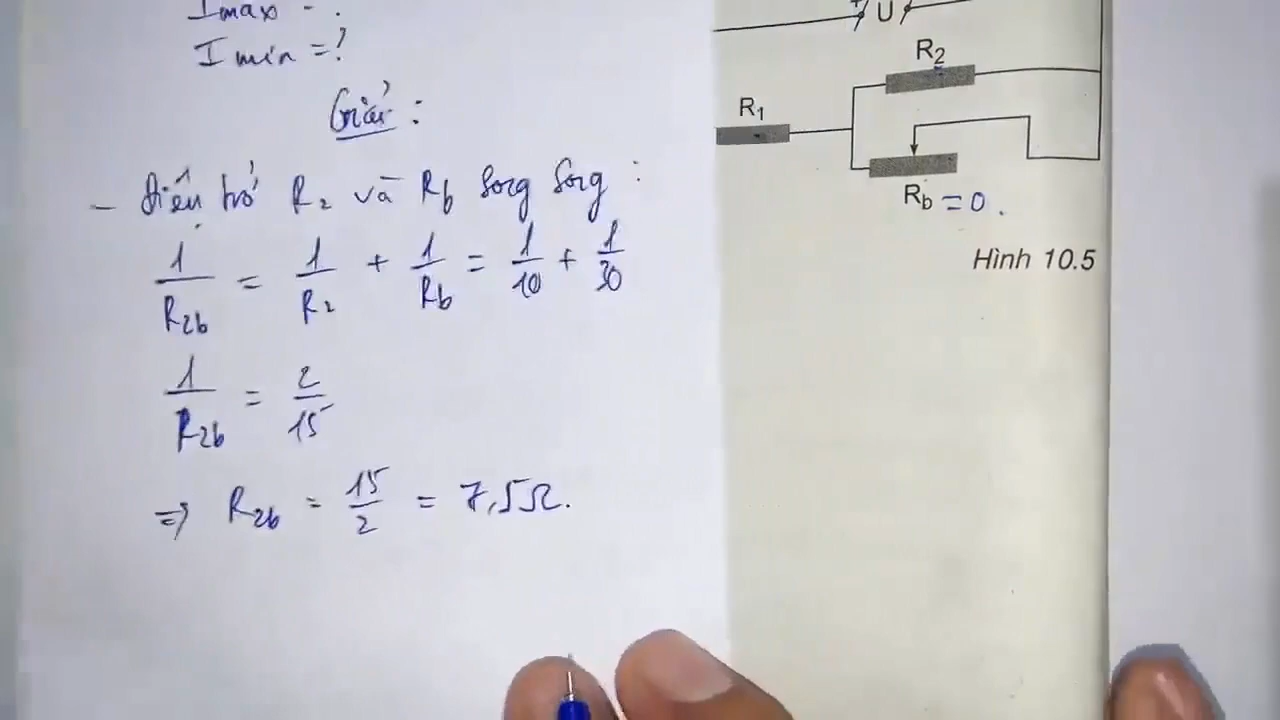 Imax = ?
I min = ?
Giải :
- Điện trở R2 và Rb song song :
1/R2b = 1/R2 + 1/Rb = 1/10 + 1/30
1/R2b = 2/15
=> R2b = 15/2 = 7,5Ω.
+ U
R2
R1
Rb = 0.
Hình 10.5